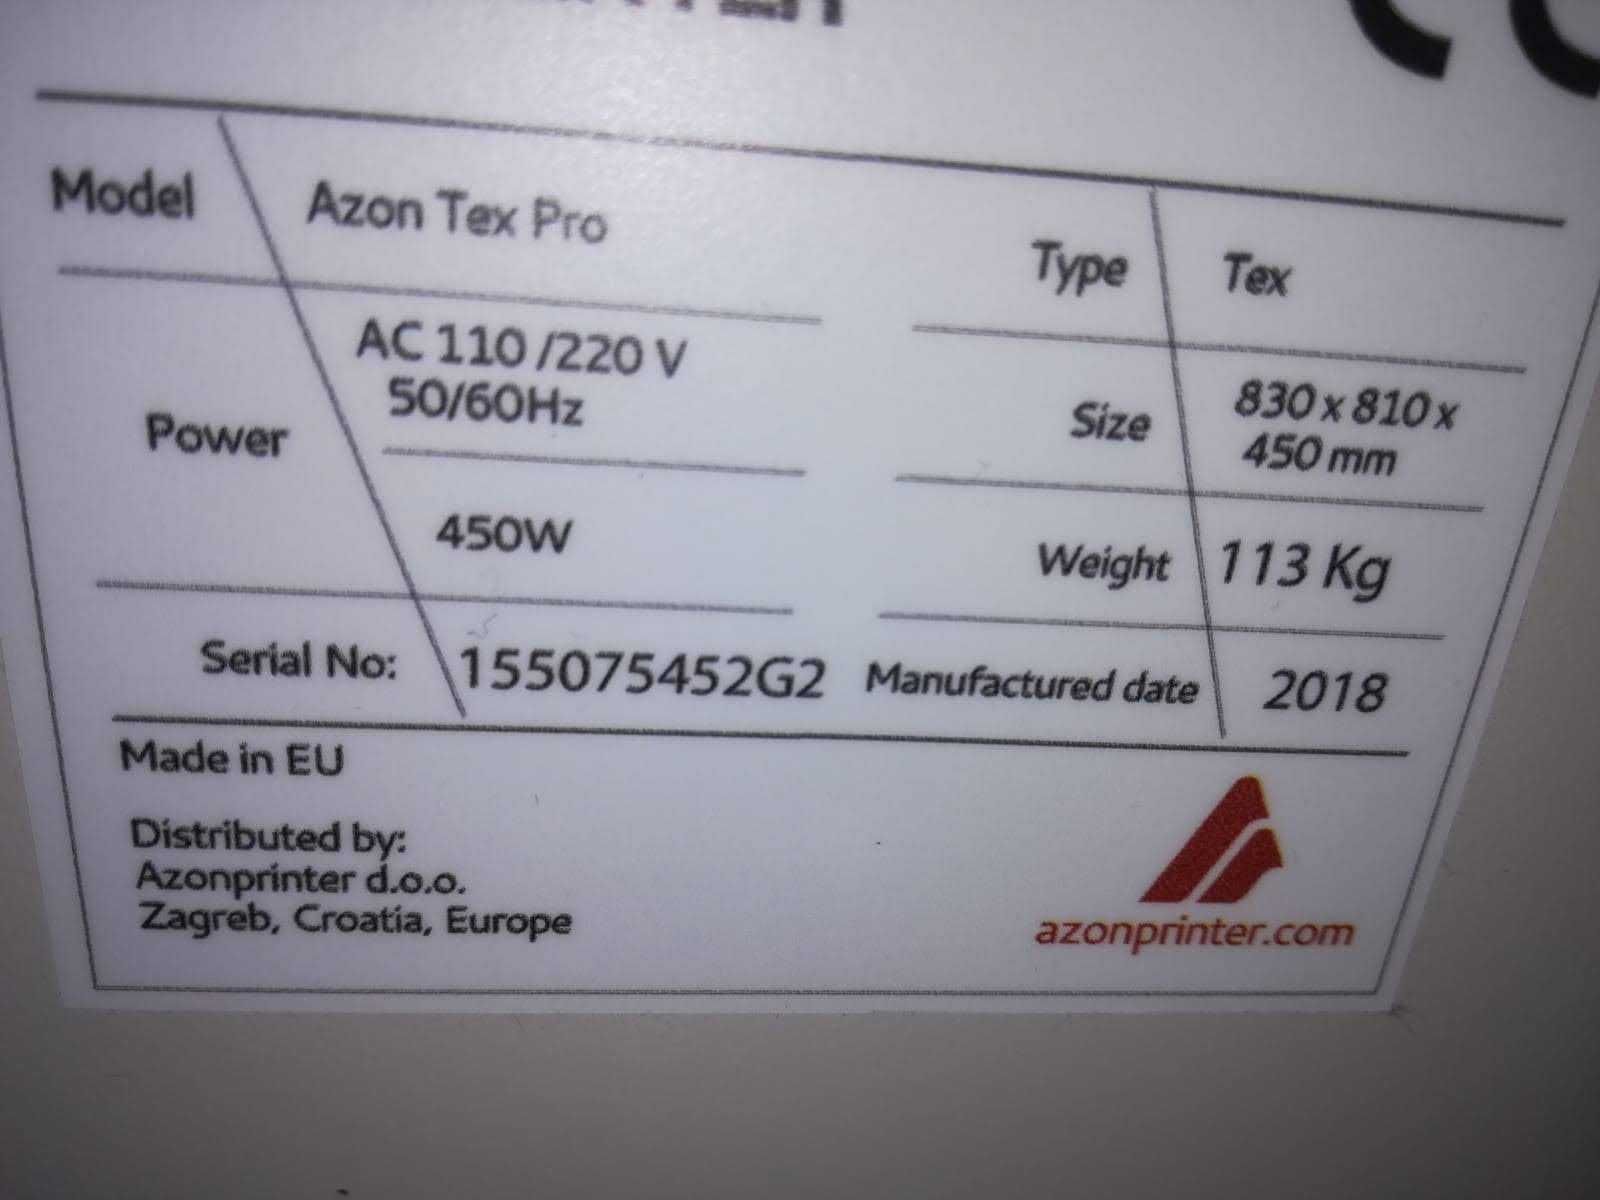 Model Azon Tex Pro Type Tex
Power AC 110 /220 V
50/60Hz
450W
Size 830 x 810 x
450 mm
Weight 113 Kg
Serial No: 155075452G2 Manufactured date 2018
Made in EU
Distributed by:
Azonprinter d.o.o.
Zagreb, Croatia, Europe
azonprinter.com